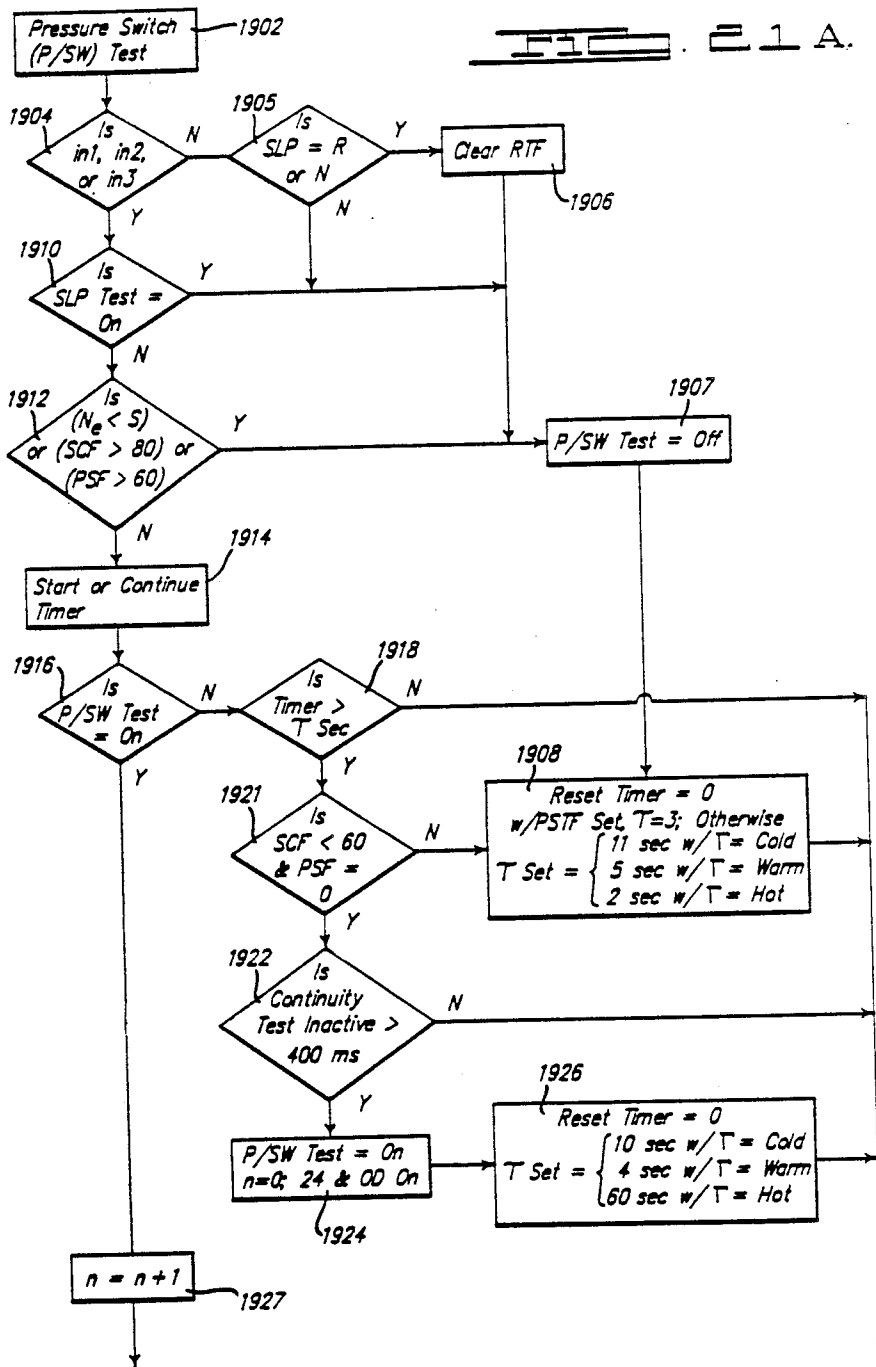 Pressure Switch
(P/SW) Test
1902
FIG. 21A.
1904
Is
in1, in2,
or in3
N
Y
1905
Is
SLP = R
or N
Y
N
Clear RTF
1906
1910
Is
SLP Test =
On
Y
N
1912
Is
(Ne < S)
or (SCF > 80) or
(PSF > 60)
Y
N
1907
P/SW Test = Off
1914
Start or Continue
Timer
1916
Is
P/SW Test
= On
N
Y
1918
Is
Timer >
T Sec
N
Y
1908
Reset Timer = 0
w/PSTF Set, T=3; Otherwise
T Set = { 11 sec w/T = Cold
5 sec w/T = Warm
2 sec w/T = Hot
1921
Is
SCF < 60
& PSF =
0
N
Y
1922
Is
Continuity
Test Inactive >
400 ms
N
Y
P/SW Test = On
n=0; 24 & OD On
1924
1926
Reset Timer = 0
T Set = { 10 sec w/T = Cold
4 sec w/T = Warm
60 sec w/T = Hot
n = n+1
1927